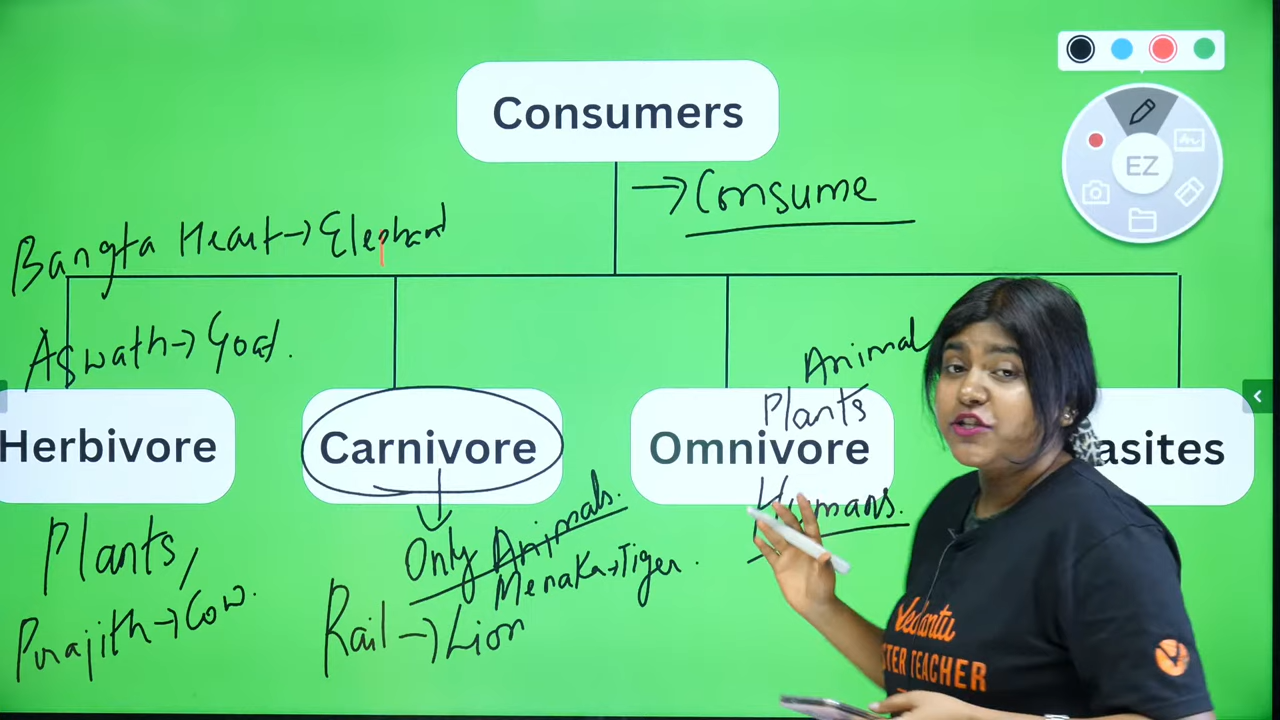 Consumers
EZ
→ Consume
Bangta Heart → Elephant
Aswath → Goat.
Animal
Plants
Herbivore
Carnivore
Omnivore
asites
Humans.
Plants,
Only Animals.
Menaka → Tiger.
Purajith → Cow.
Rail → Lion
Vedantu
STER TEACHER